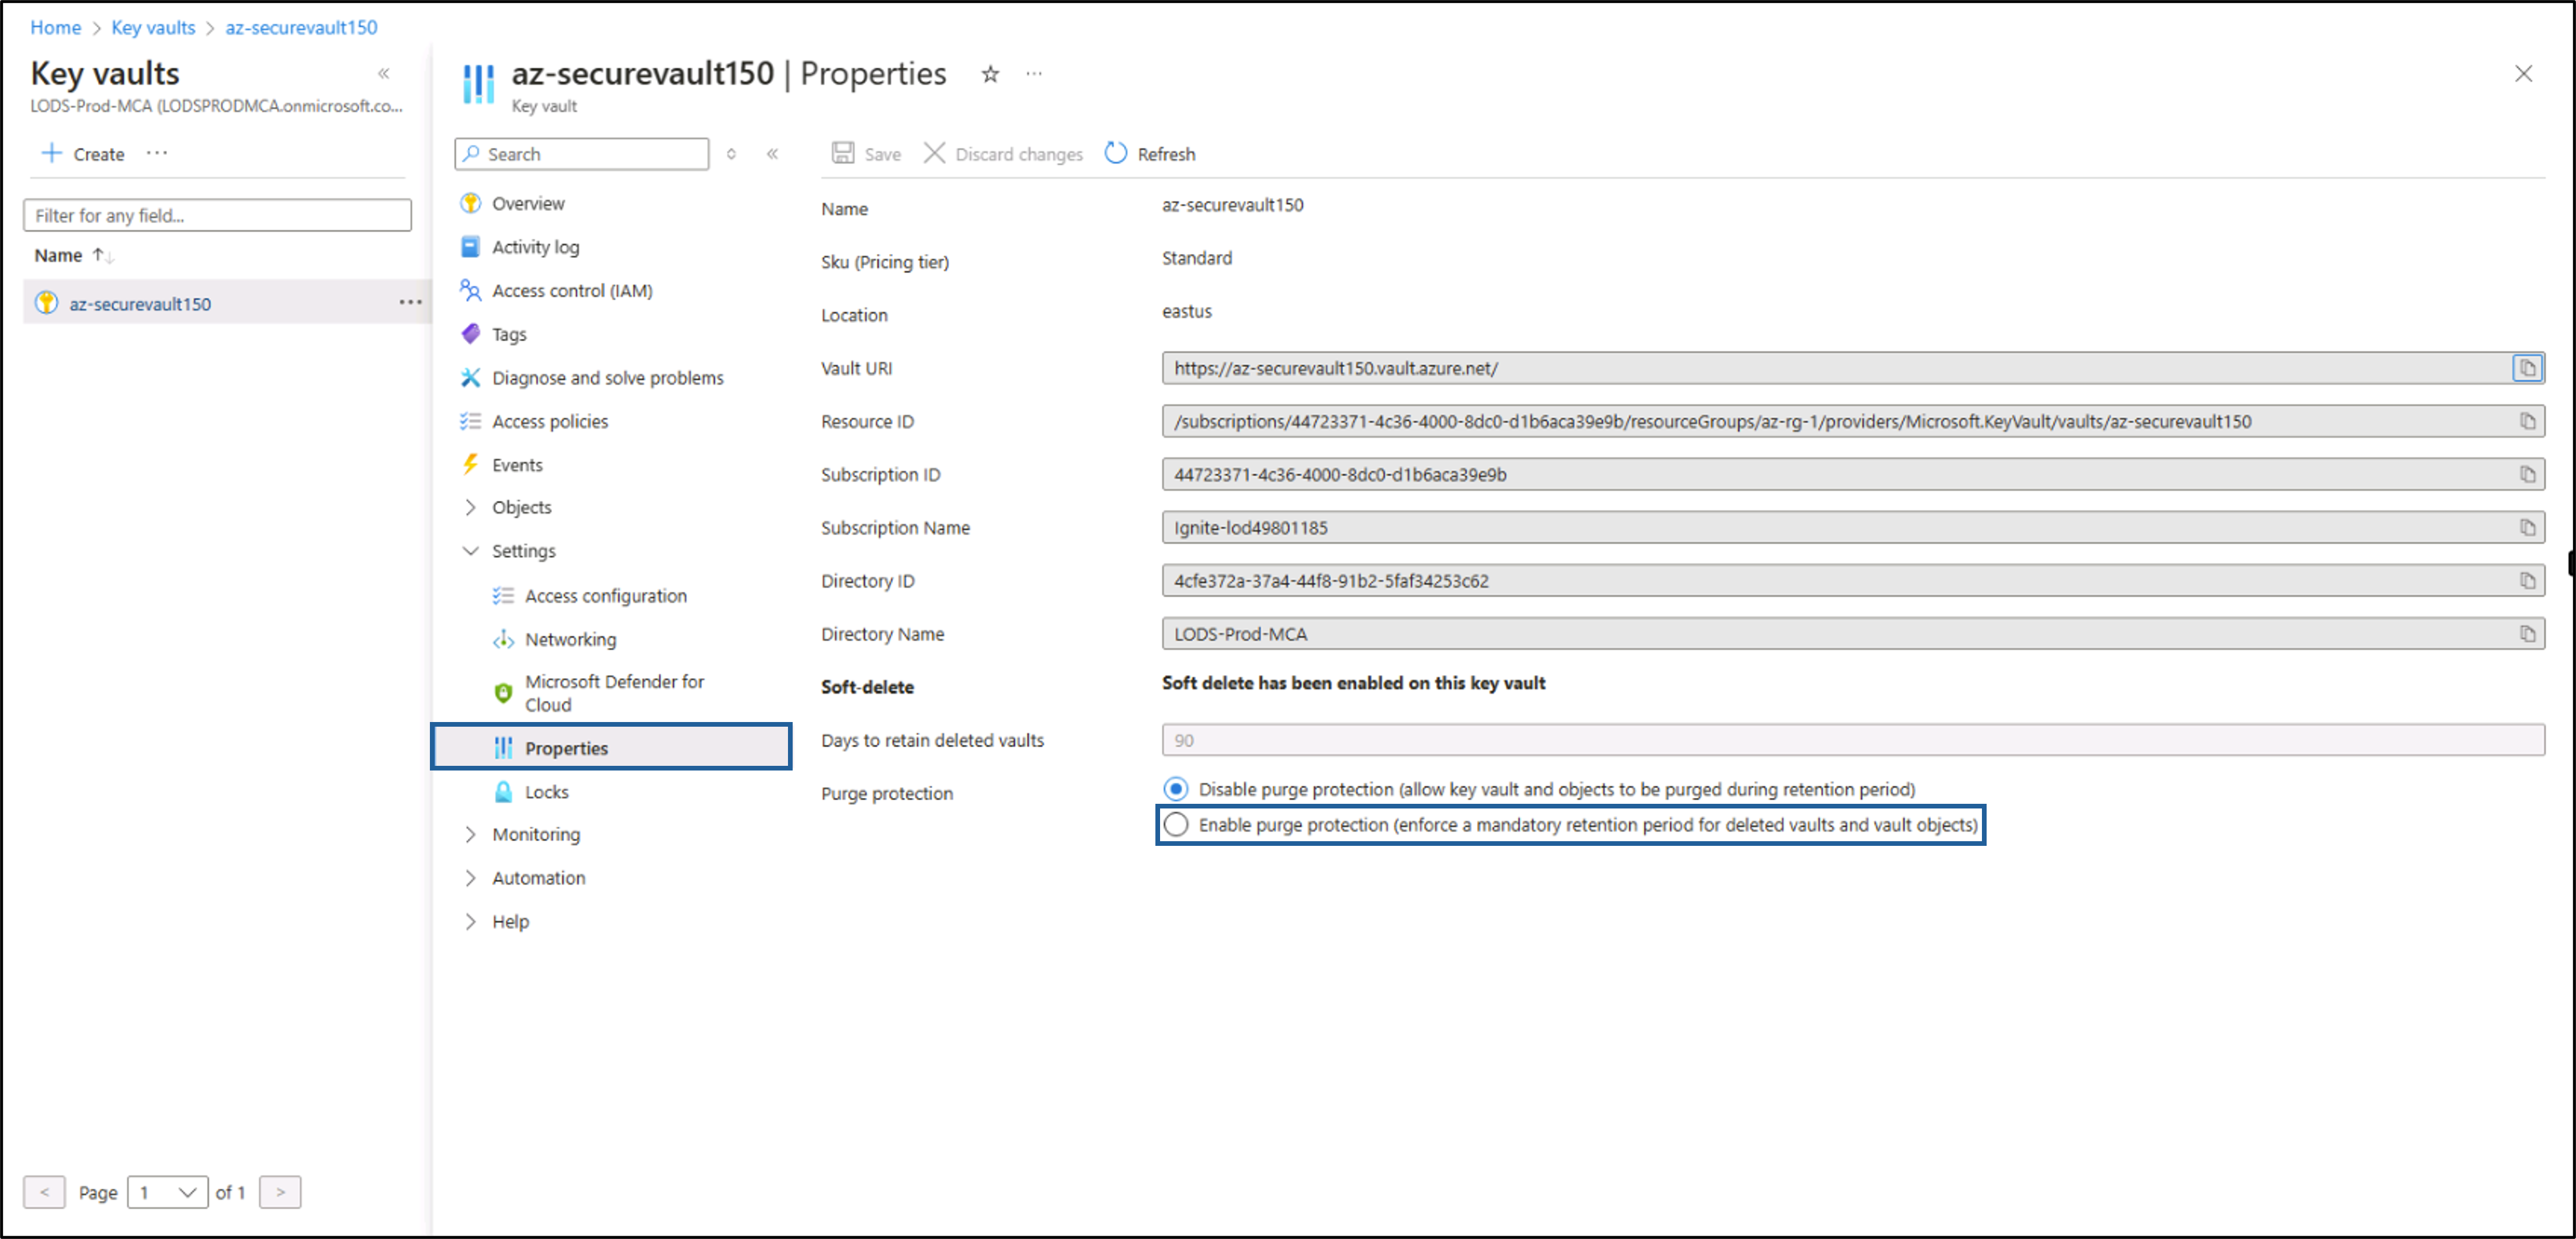 Home > Key vaults > az-securevault150
Key vaults
LODS-Prod-MCA (LODSPRODMCA.onmicrosoft.co...
Create
Filter for any field...
Name
az-securevault150
Page 1 of 1
az-securevault150 | Properties
Key vault
Search
Save
Discard changes
Refresh
Overview
Activity log
Access control (IAM)
Tags
Diagnose and solve problems
Access policies
Events
Objects
Settings
Access configuration
Networking
Microsoft Defender for
Cloud
Properties
Locks
Monitoring
Automation
Help
Name az-securevault150
Sku (Pricing tier) Standard
Location eastus
Vault URI https://az-securevault150.vault.azure.net/
Resource ID /subscriptions/44723371-4c36-4000-8dc0-d1b6aca39e9b/resourceGroups/az-rg-1/providers/Microsoft.KeyVault/vaults/az-securevault150
Subscription ID 44723371-4c36-4000-8dc0-d1b6aca39e9b
Subscription Name Ignite-lod49801185
Directory ID 4cfe372a-37a4-44f8-91b2-5faf34253c62
Directory Name LODS-Prod-MCA
Soft-delete Soft delete has been enabled on this key vault
Days to retain deleted vaults 90
Purge protection Disable purge protection (allow key vault and objects to be purged during retention period)
Enable purge protection (enforce a mandatory retention period for deleted vaults and vault objects)